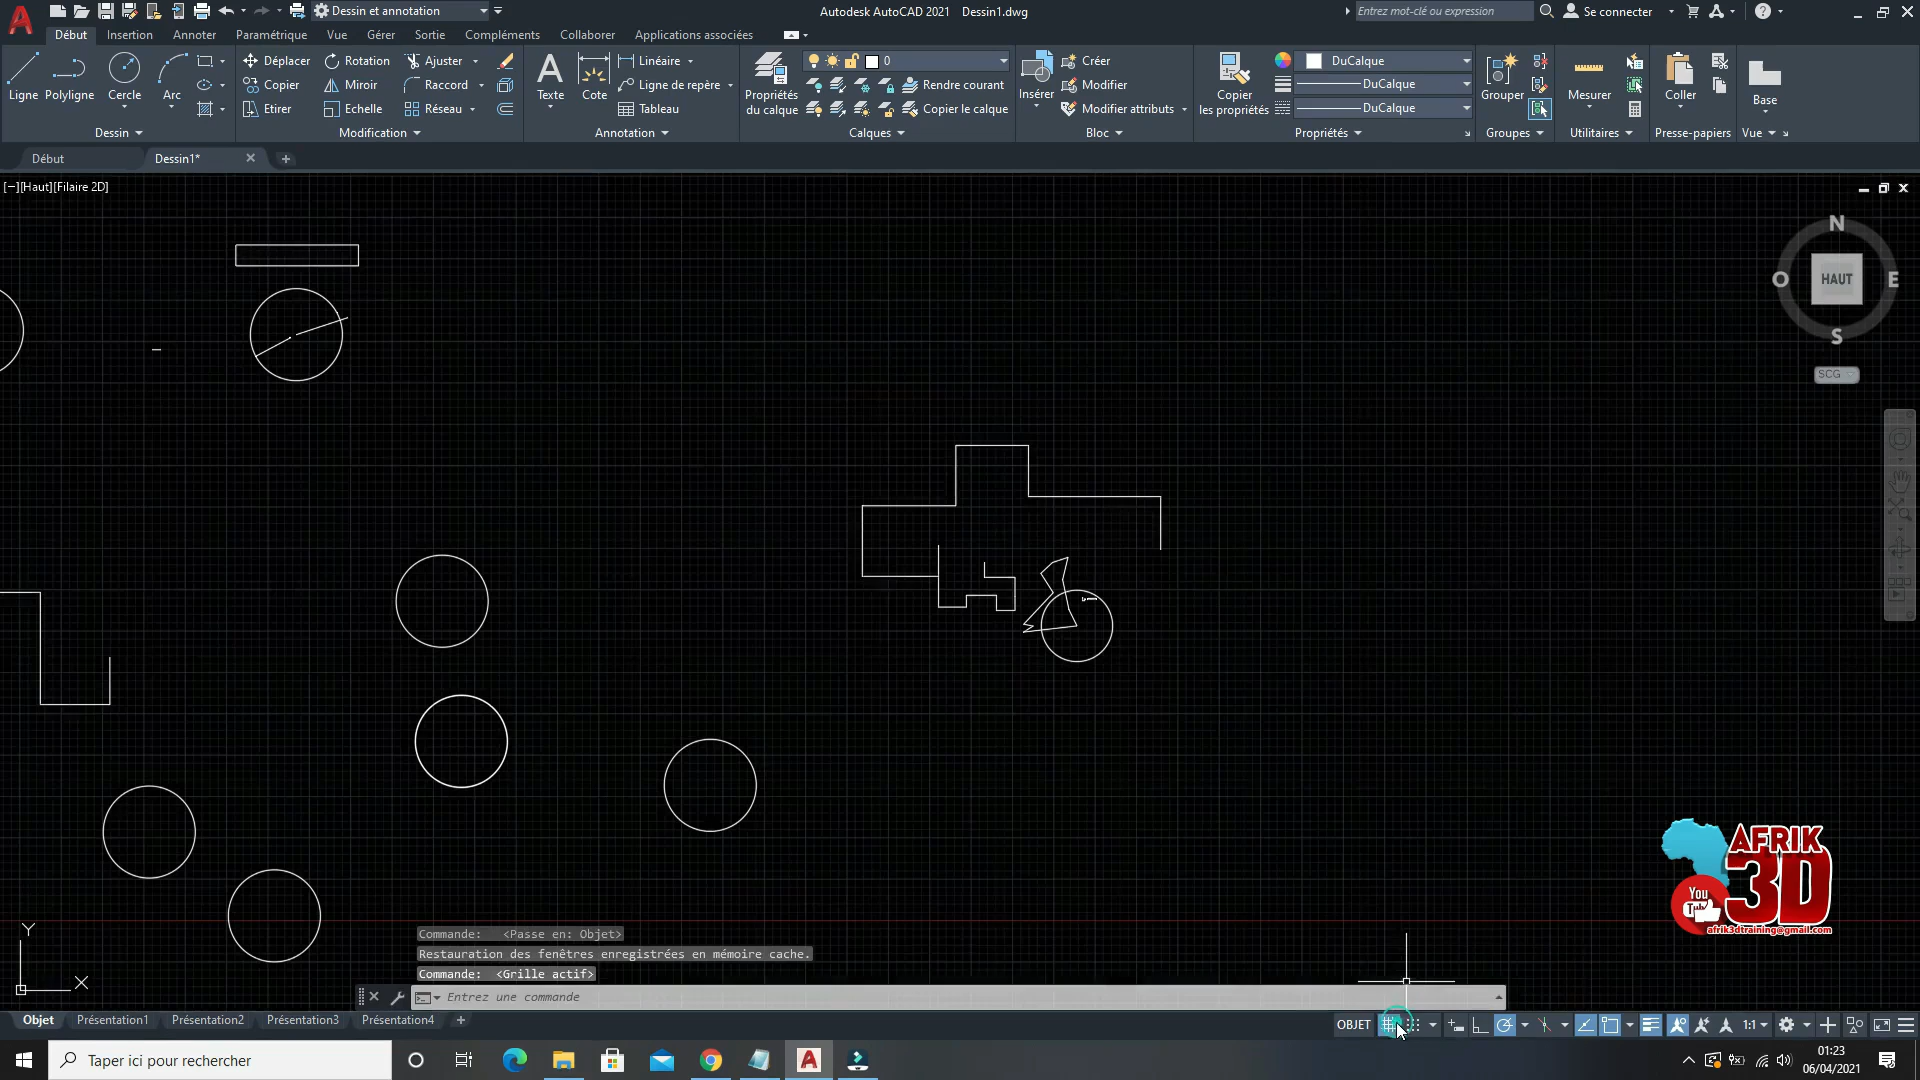 Dessin et annotation
Autodesk AutoCAD 2021 Dessin1.dwg
Entrez mot-clé ou expression
Se connecter
Début Insertion Annoter Paramétrique Vue Gérer Sortie Compléments Collaborer Applications associées
Ligne Polyligne Cercle Arc
Déplacer Rotation Ajuster
Copier Miroir Raccord
Etirer Echelle Réseau
Texte Cote
Linéaire
Ligne de repère
Tableau
Propriétés du calque
0
Rendre courant
Copier le calque
Insérer
Créer
Modifier
Modifier attributs
Copier les propriétés
DuCalque
DuCalque
DuCalque
Grouper
Mesurer
Coller
Base
Dessin Modification Annotation Calques Bloc Propriétés Groupes Utilitaires Presse-papiers Vue
Début Dessin1*
[−][Haut][Filaire 2D]
N
O HAUT E
S
SCG
AFRIK
3D
You
Tube
afrik3dtraining@gmail.com
Y
X
Commande: <Passe en: Objet>
Restauration des fenêtres enregistrées en mémoire cache.
Commande: <Grille actif>
Entrez une commande
Objet Présentation1 Présentation2 Présentation3 Présentation4
OBJET 1:1
Taper ici pour rechercher
01:23
06/04/2021